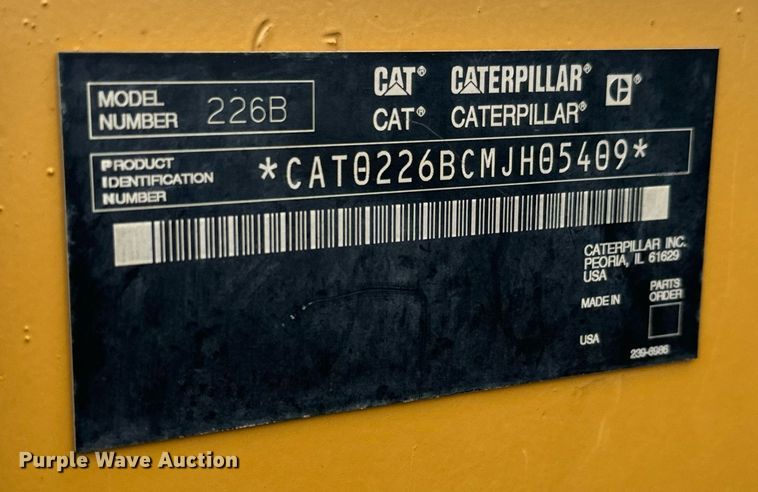 MODEL
NUMBER 226B
CAT® CATERPILLAR® C®
CAT® CATERPILLAR®
PRODUCT
IDENTIFICATION
NUMBER
*CAT0226BCMJH05409*
CATERPILLAR INC.
PEORIA, IL 61629
USA
MADE IN
USA
PARTS
ORDER
239-6986
Purple Wave Auction